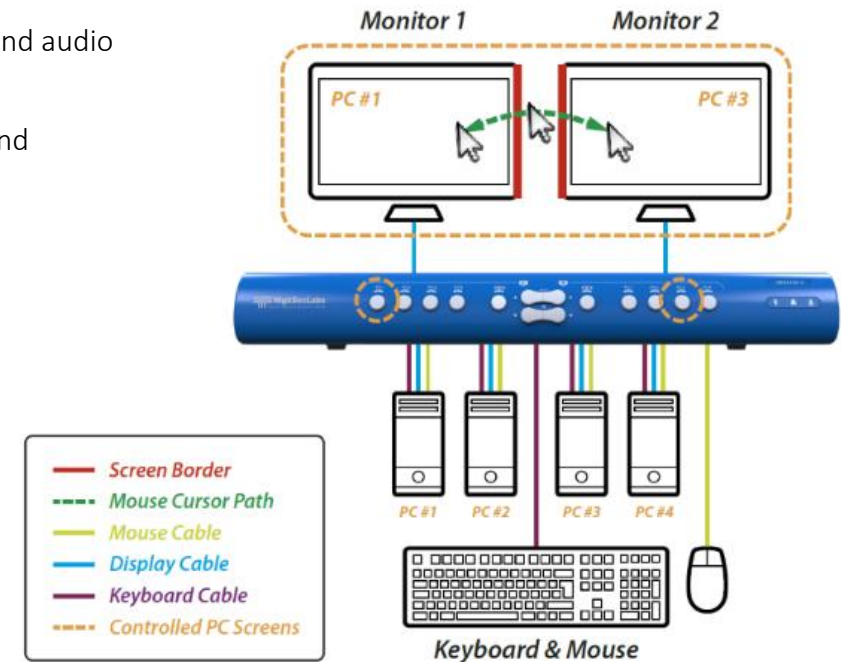 nd audio
nd
Monitor 1
Monitor 2
PC #1
PC #3
HighSecLabs
PC #1
PC #2
PC #3
PC #4
Screen Border
Mouse Cursor Path
Mouse Cable
Display Cable
Keyboard Cable
Controlled PC Screens
Keyboard & Mouse